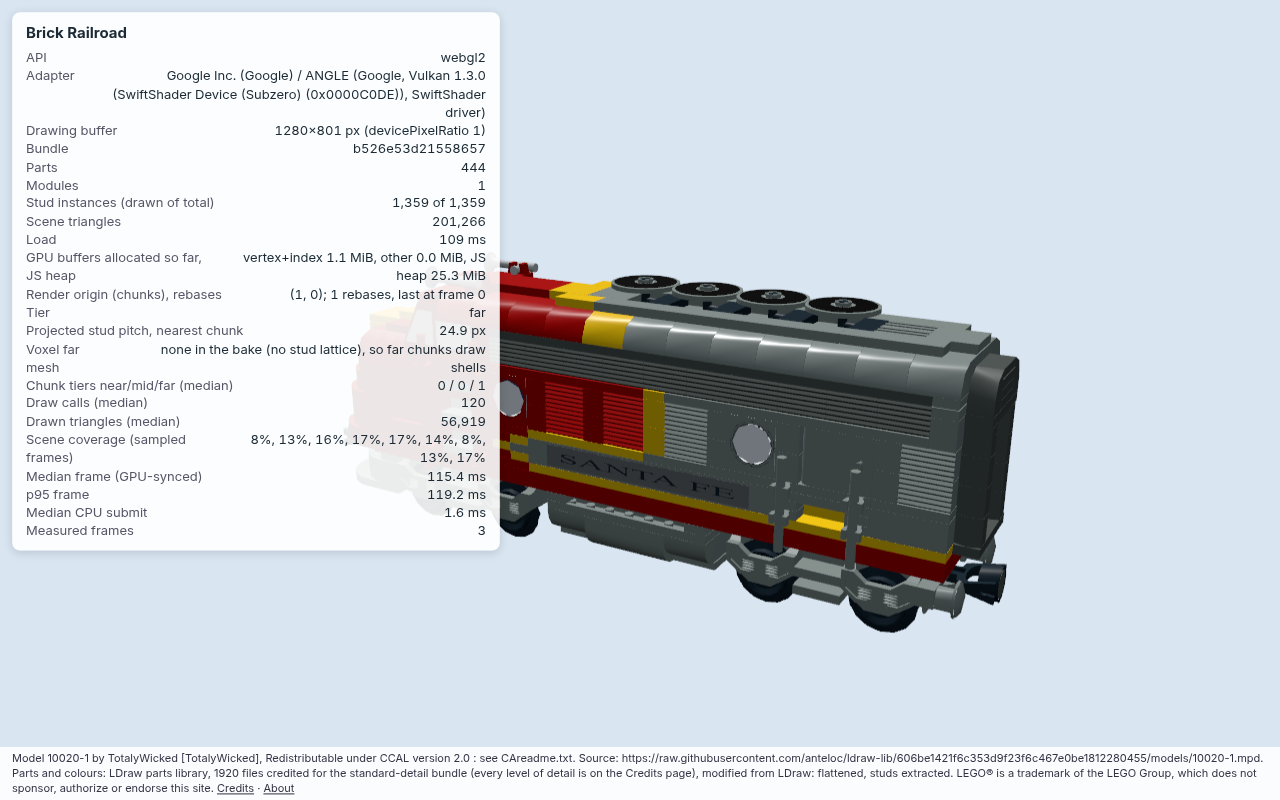 Brick Railroad
API webgl2
Adapter Google Inc. (Google) / ANGLE (Google, Vulkan 1.3.0
(SwiftShader Device (Subzero) (0x0000C0DE)), SwiftShader
driver)
Drawing buffer 1280×801 px (devicePixelRatio 1)
Bundle b526e53d21558657
Parts 444
Modules 1
Stud instances (drawn of total) 1,359 of 1,359
Scene triangles 201,266
Load 109 ms
GPU buffers allocated so far, vertex+index 1.1 MiB, other 0.0 MiB, JS
JS heap heap 25.3 MiB
Render origin (chunks), rebases (1, 0); 1 rebases, last at frame 0
Tier far
Projected stud pitch, nearest chunk 24.9 px
Voxel far none in the bake (no stud lattice), so far chunks draw
mesh shells
Chunk tiers near/mid/far (median) 0 / 0 / 1
Draw calls (median) 120
Drawn triangles (median) 56,919
Scene coverage (sampled 8%, 13%, 16%, 17%, 17%, 14%, 8%,
frames) 13%, 17%
Median frame (GPU-synced) 115.4 ms
p95 frame 119.2 ms
Median CPU submit 1.6 ms
Measured frames 3
SANTA FE
Model 10020-1 by TotalyWicked [TotalyWicked], Redistributable under CCAL version 2.0 : see CAreadme.txt. Source: https://raw.githubusercontent.com/anteloc/ldraw-lib/606be1421f6c353d9f23f6c467e0be1812280455/models/10020-1.mpd.
Parts and colours: LDraw parts library, 1920 files credited for the standard-detail bundle (every level of detail is on the Credits page), modified from LDraw: flattened, studs extracted. LEGO® is a trademark of the LEGO Group, which does not
sponsor, authorize or endorse this site. Credits · About